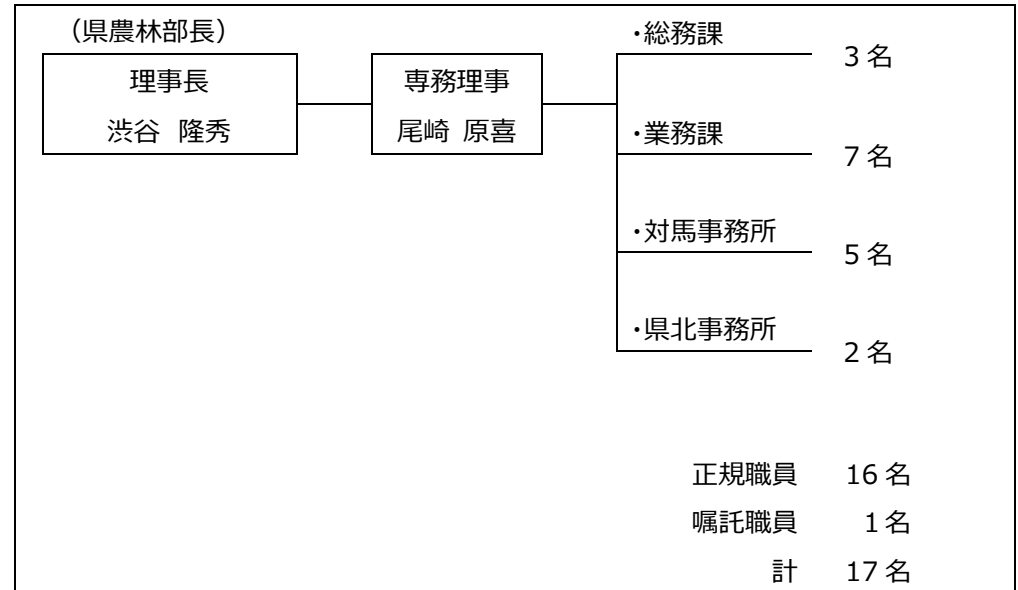 （県農林部長）
理事長
渋谷 隆秀
専務理事
尾崎 原喜
・総務課 3名
・業務課 7名
・対馬事務所 5名
・県北事務所 2名
正規職員 16名
嘱託職員 1名
計 17名